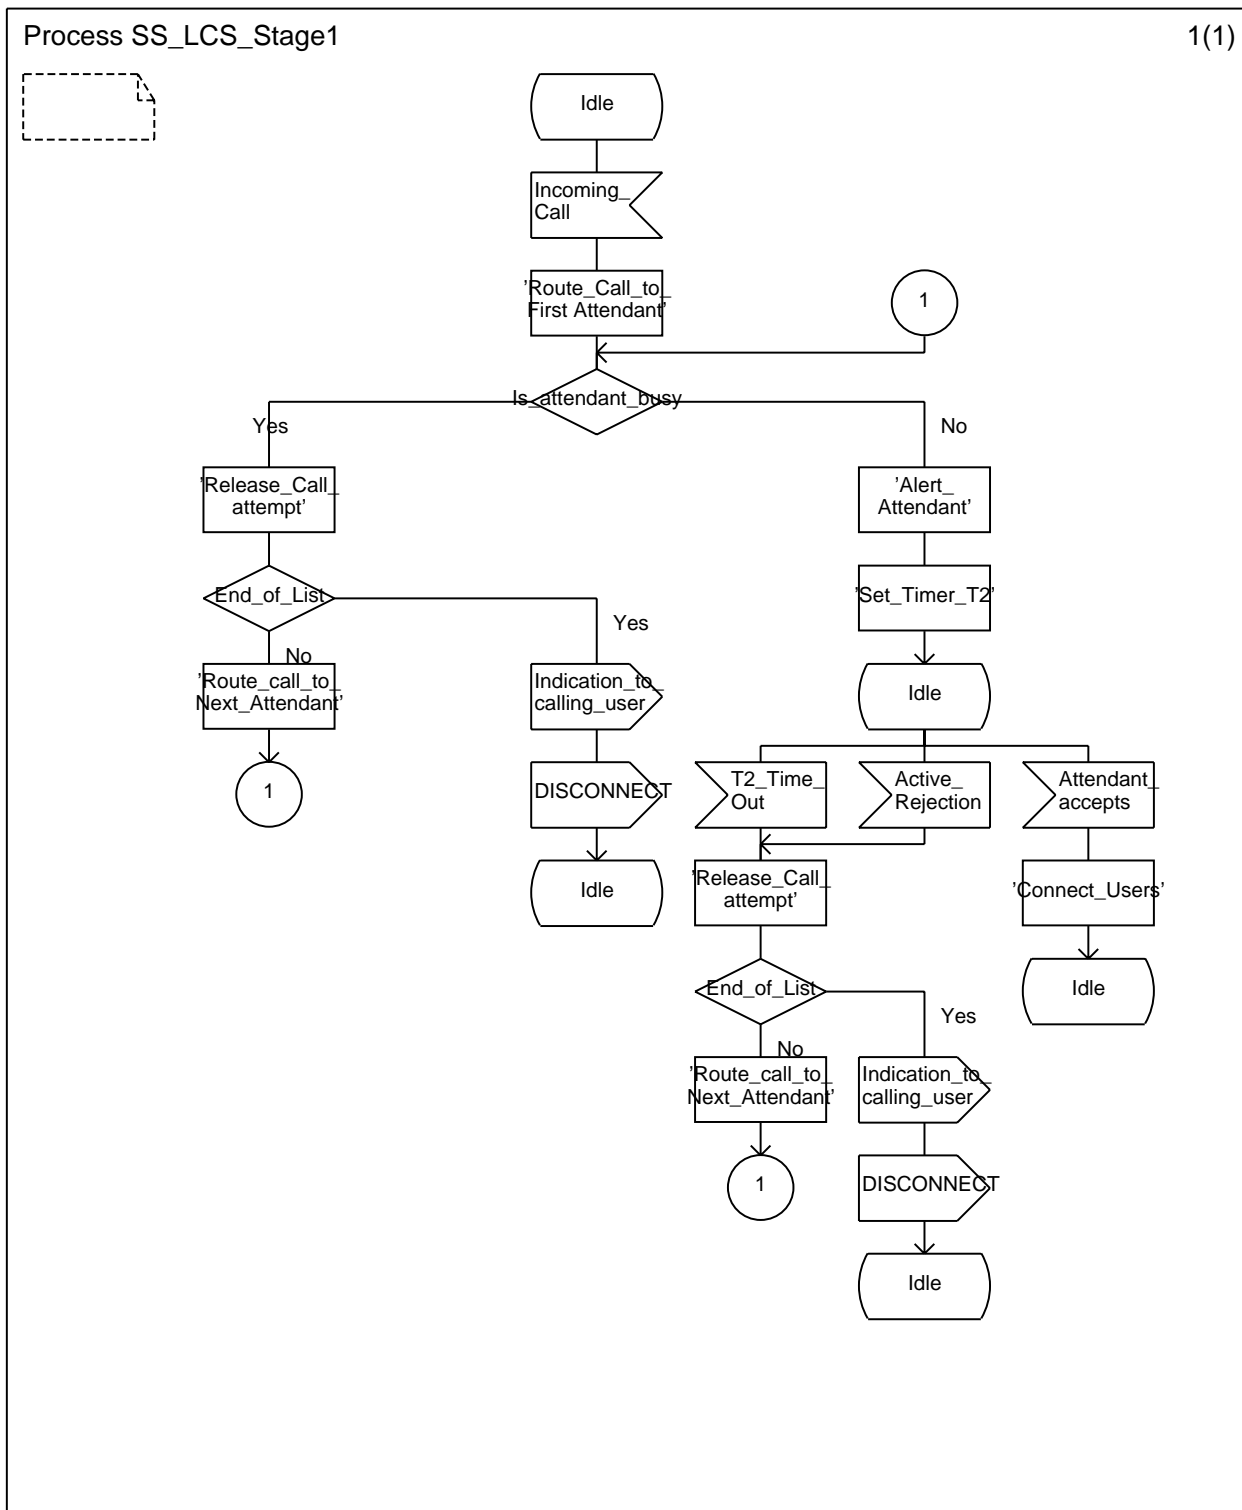 Process SS_LCS_Stage1
1(1)
Idle
Incoming_
Call
'Route_Call_to_
First Attendant'
1
Is_attendant_busy
Yes
No
'Release_Call_
attempt'
'Alert_
Attendant'
End_of_List
'Set_Timer_T2'
Yes
No
'Route_call_to_
Next_Attendant'
Indication_to_
calling_user
Idle
1
DISCONNECT
T2_Time_
Out
Active_
Rejection
Attendant_
accepts
Idle
'Release_Call_
attempt'
'Connect_Users'
End_of_List
Idle
Yes
No
'Route_call_to_
Next_Attendant'
Indication_to_
calling_user
1
DISCONNECT
Idle